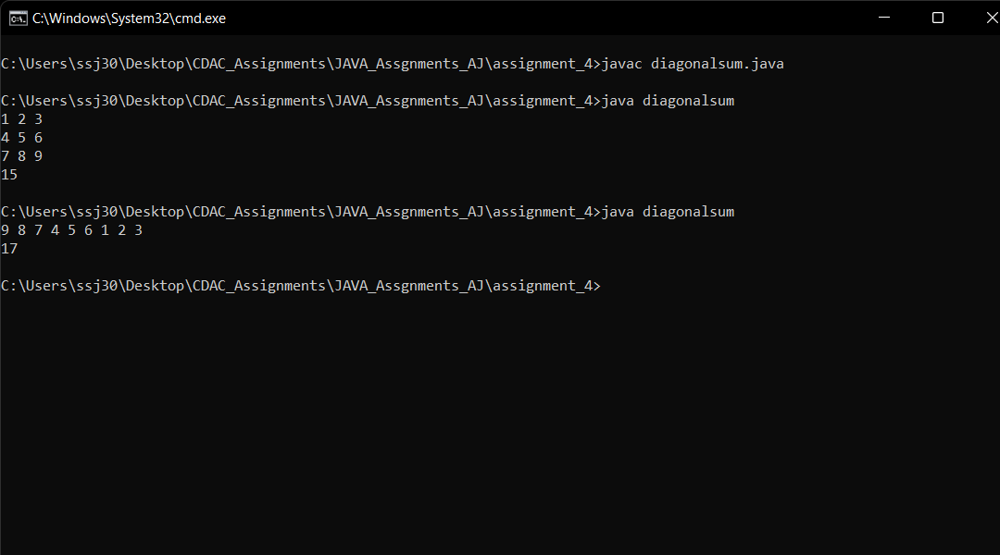 C:\Windows\System32\cmd.exe
C:\Users\ssj30\Desktop\CDAC_Assignments\JAVA_Assgnments_AJ\assignment_4>javac diagonalsum.java
C:\Users\ssj30\Desktop\CDAC_Assignments\JAVA_Assgnments_AJ\assignment_4>java diagonalsum
1 2 3
4 5 6
7 8 9
15
C:\Users\ssj30\Desktop\CDAC_Assignments\JAVA_Assgnments_AJ\assignment_4>java diagonalsum
9 8 7 4 5 6 1 2 3
17
C:\Users\ssj30\Desktop\CDAC_Assignments\JAVA_Assgnments_AJ\assignment_4>